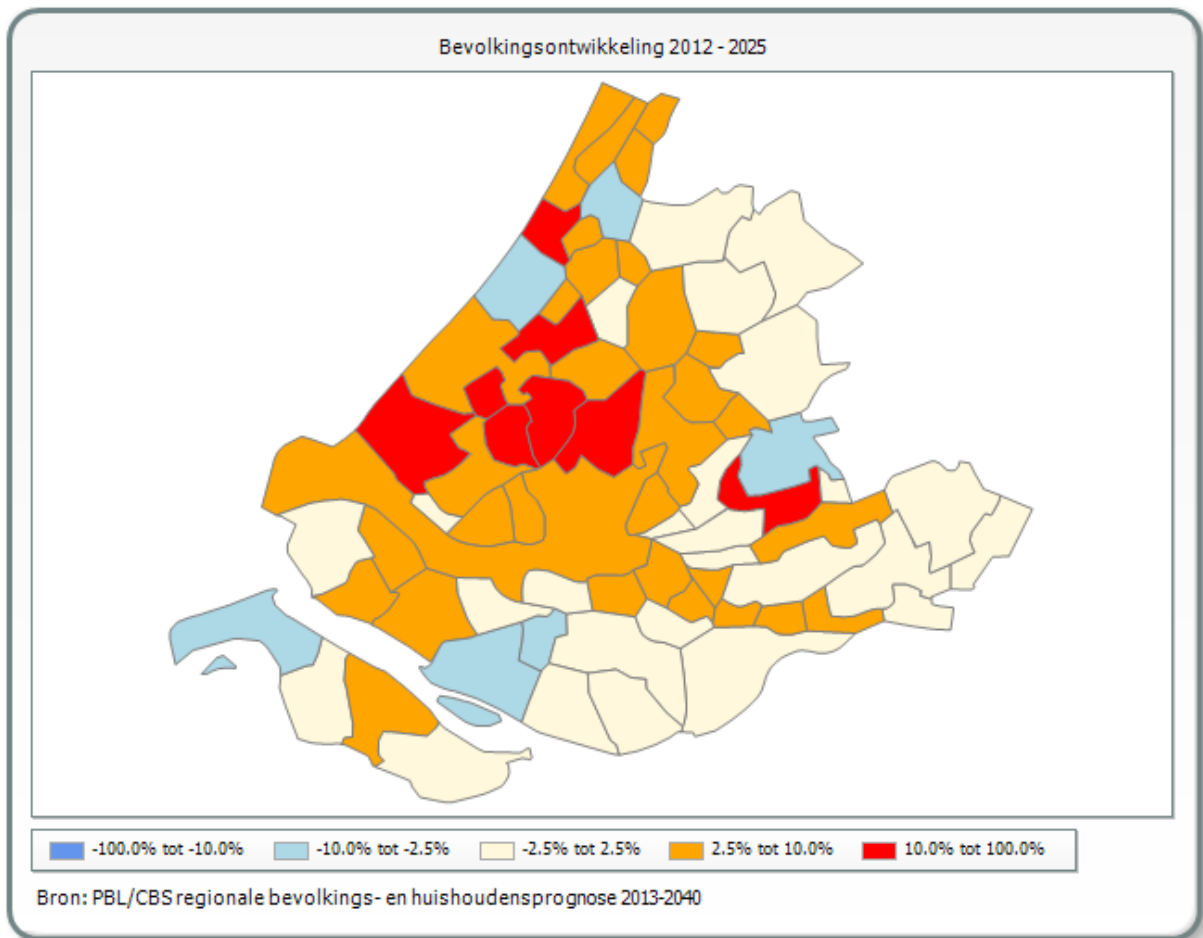 Bevolkingsontwikkeling 2012 - 2025
-100.0% tot -10.0% -10.0% tot -2.5% -2.5% tot 2.5% 2.5% tot 10.0% 10.0% tot 100.0%
Bron: PBL/CBS regionale bevolkings- en huishoudensprognose 2013-2040